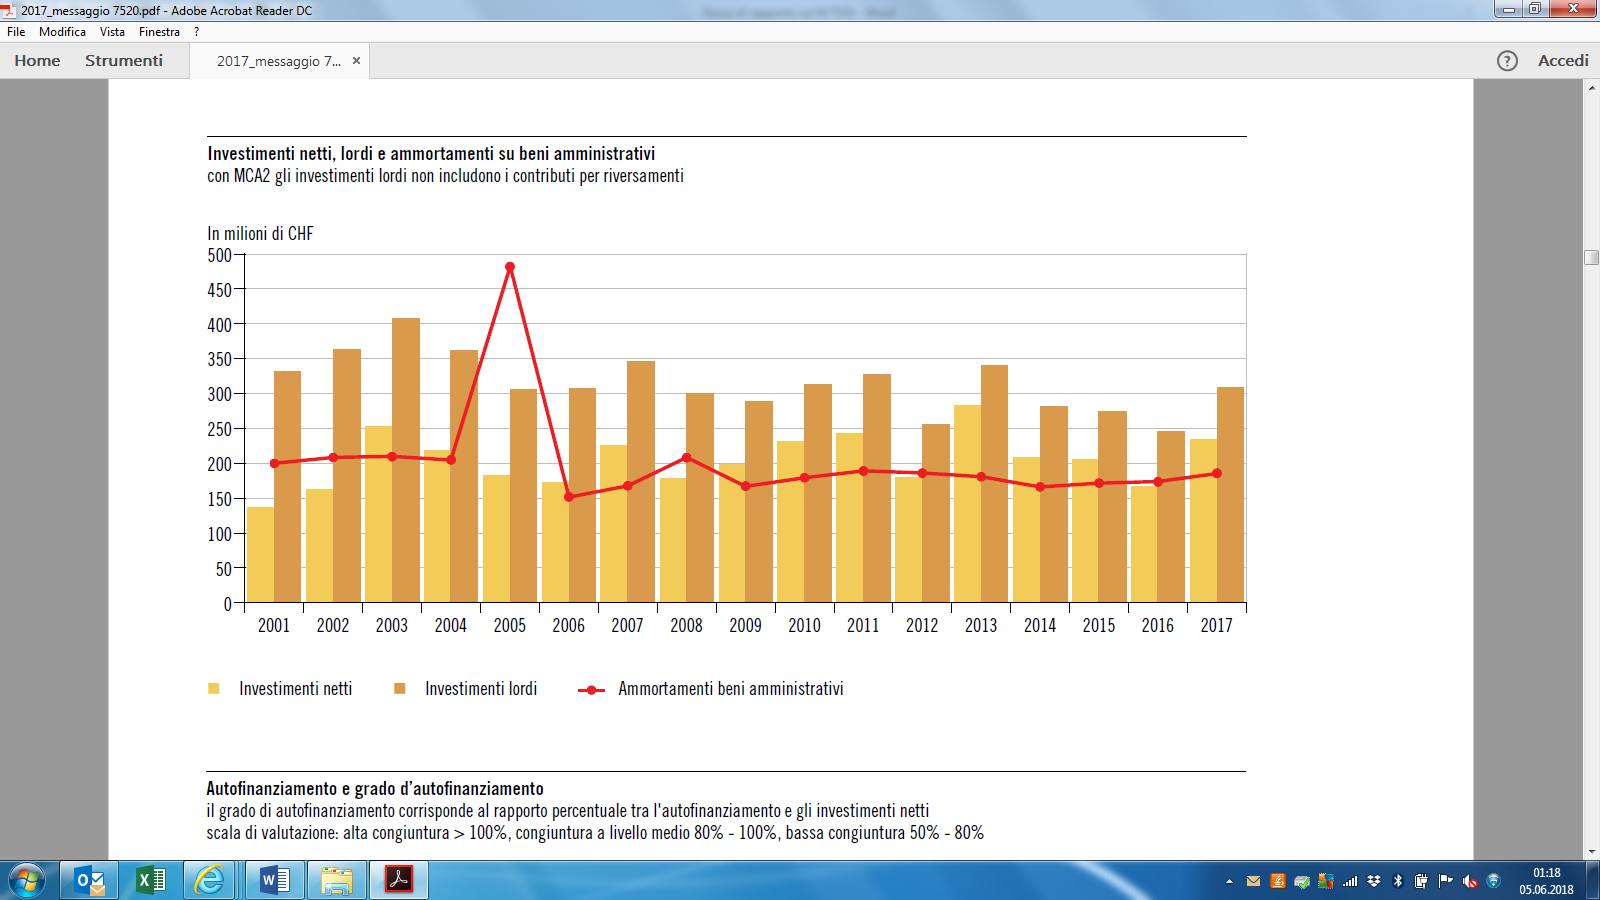 2017_messaggio 7520.pdf - Adobe Acrobat Reader DC
File Modifica Vista Finestra ?
Home Strumenti 2017_messaggio 7... × ? Accedi
Investimenti netti, lordi e ammortamenti su beni amministrativi
con MCA2 gli investimenti lordi non includono i contributi per riversamenti
In milioni di CHF
500
450
400
350
300
250
200
150
100
50
0
2001 2002 2003 2004 2005 2006 2007 2008 2009 2010 2011 2012 2013 2014 2015 2016 2017
Investimenti netti Investimenti lordi Ammortamenti beni amministrativi
Autofinanziamento e grado d'autofinanziamento
il grado di autofinanziamento corrisponde al rapporto percentuale tra l'autofinanziamento e gli investimenti netti
scala di valutazione: alta congiuntura > 100%, congiuntura a livello medio 80% - 100%, bassa congiuntura 50% - 80%
01:18
05.06.2018